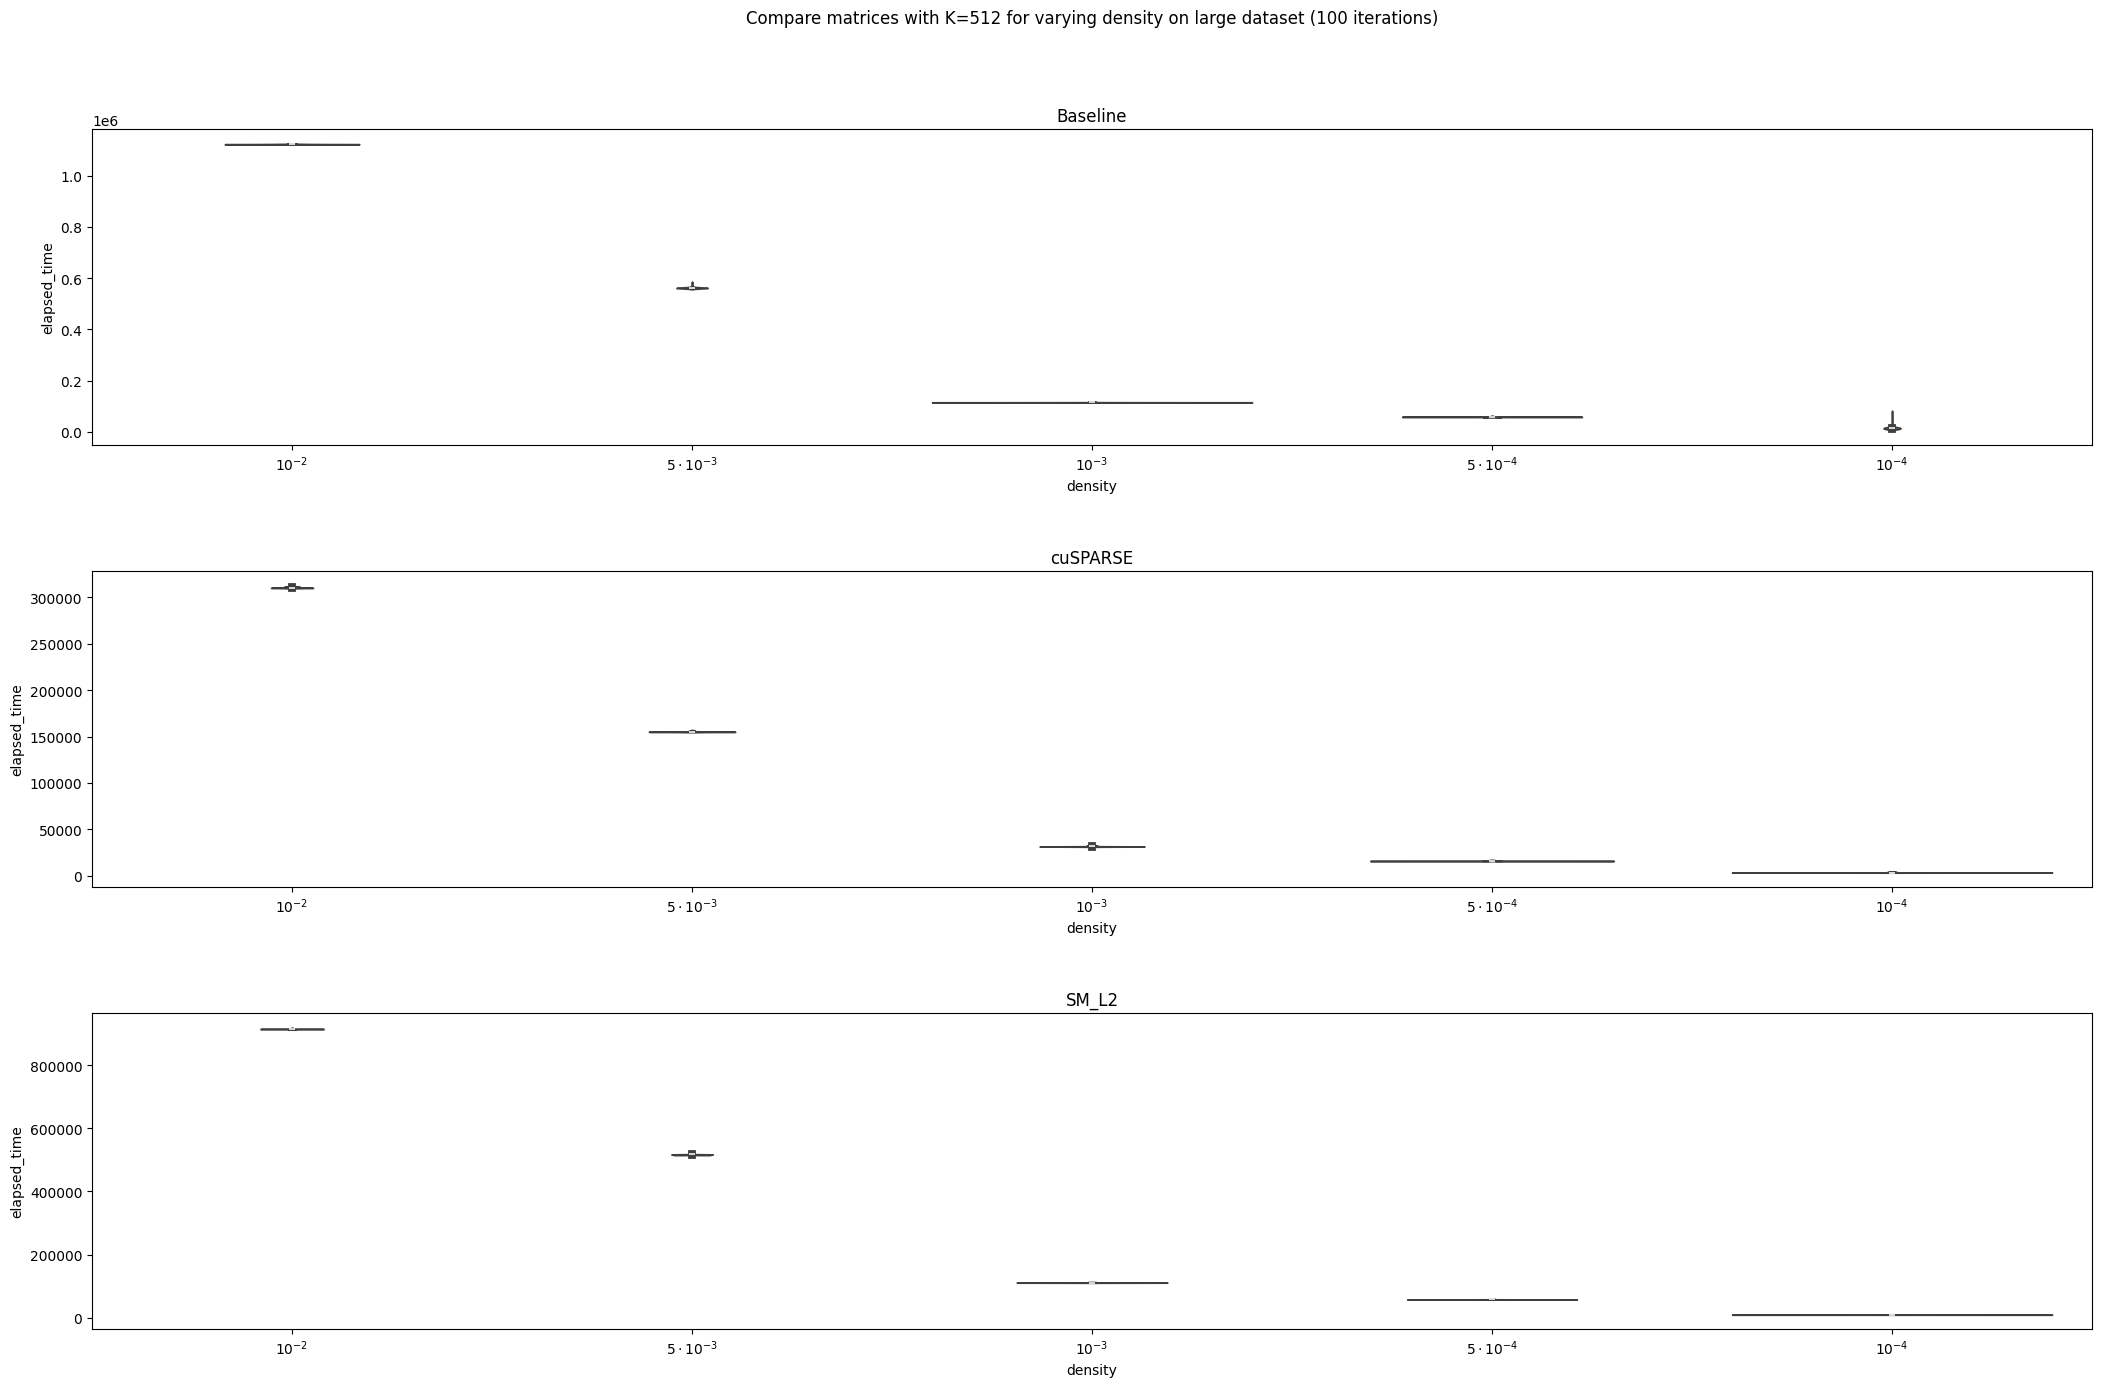 Compare matrices with K=512 for varying density on large dataset (100 iterations)
Baseline
1e6
1.0
0.8
0.6
0.4
0.2
0.0
elapsed_time
10⁻² 5·10⁻³ 10⁻³ 5·10⁻⁴ 10⁻⁴
density
cuSPARSE
300000
250000
200000
150000
100000
50000
0
elapsed_time
10⁻² 5·10⁻³ 10⁻³ 5·10⁻⁴ 10⁻⁴
density
SM_L2
800000
600000
400000
200000
0
elapsed_time
10⁻² 5·10⁻³ 10⁻³ 5·10⁻⁴ 10⁻⁴
density